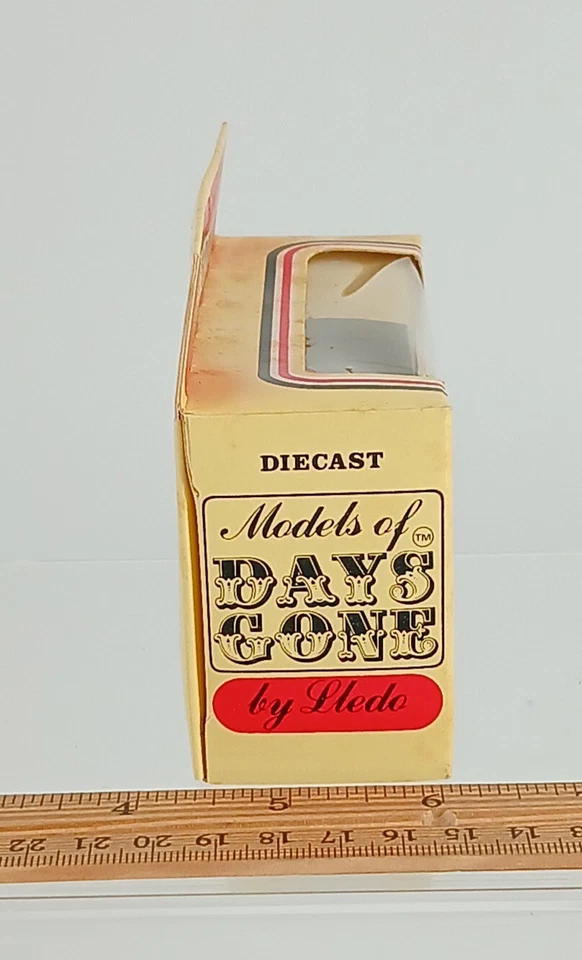 DIECAST
Models of
TM
DAYS
GONE
by Lledo
4 5 6
22 21 20 19 18 17 16 15 14 13